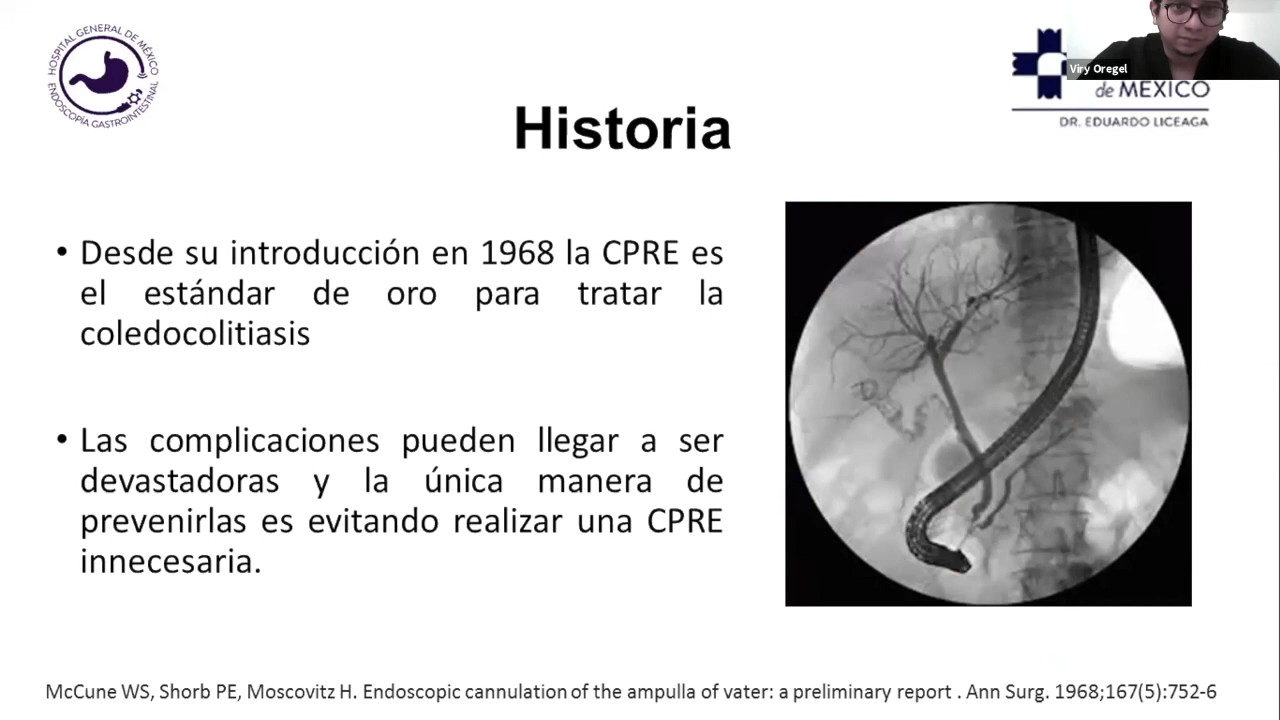 HOSPITAL GENERAL DE MÉXICO
ENDOSCOPÍA GASTROINTESTINAL
Viry Oregel
de MÉXICO
DR. EDUARDO LICEAGA
Historia
• Desde su introducción en 1968 la CPRE es
el estándar de oro para tratar la
coledocolitiasis
• Las complicaciones pueden llegar a ser
devastadoras y la única manera de
prevenirlas es evitando realizar una CPRE
innecesaria.
McCune WS, Shorb PE, Moscovitz H. Endoscopic cannulation of the ampulla of vater: a preliminary report . Ann Surg. 1968;167(5):752-6